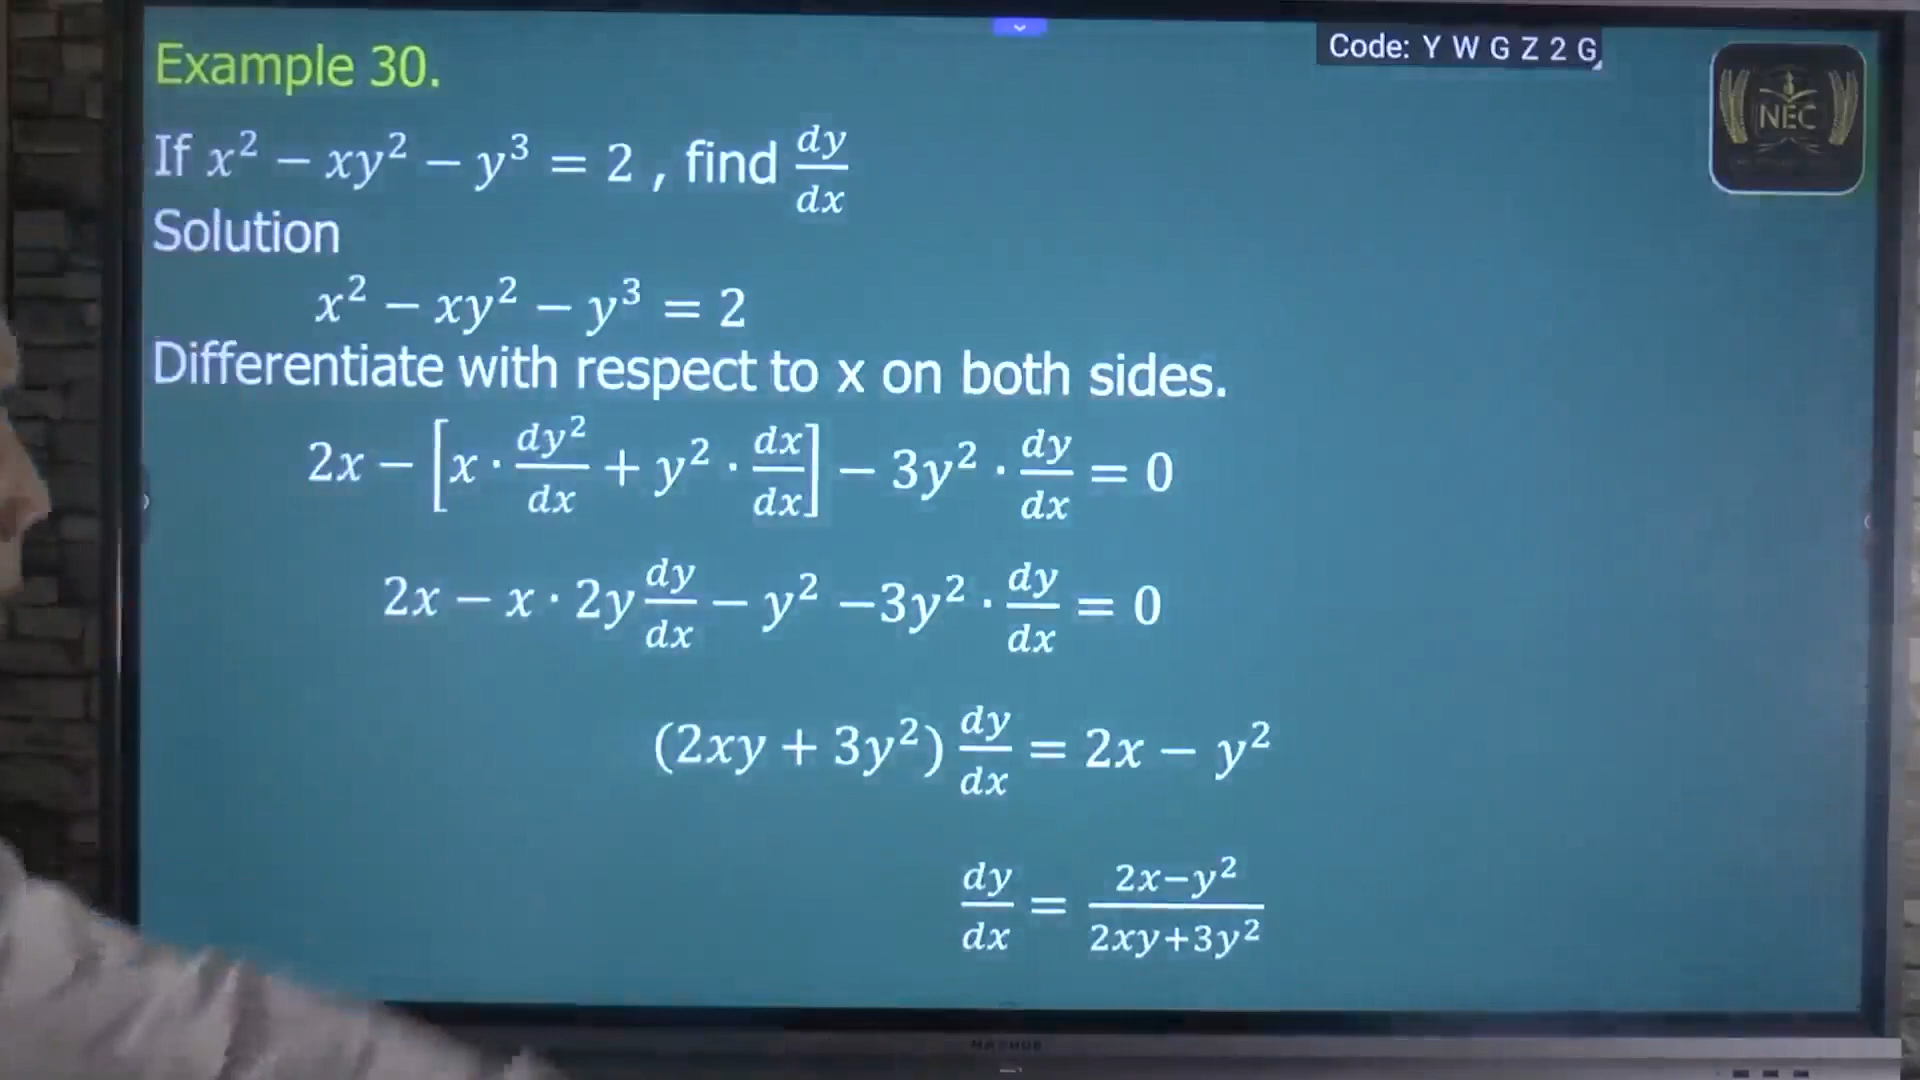 Code: Y W G Z 2 G
NEC
Example 30.
If x² − xy² − y³ = 2 , find dy/dx
Solution
x² − xy² − y³ = 2
Differentiate with respect to x on both sides.
2x − [x · dy²/dx + y² · dx/dx] − 3y² · dy/dx = 0
2x − x · 2y dy/dx − y² −3y² · dy/dx = 0
(2xy + 3y²) dy/dx = 2x − y²
dy/dx = 2x−y²/2xy+3y²